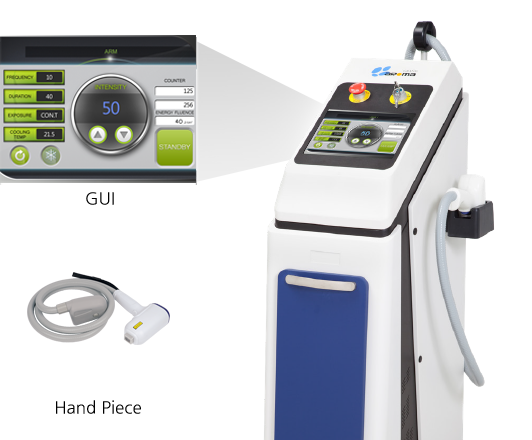 ARM
FREQUENCY 10
DURATION 40
EXPOSURE CON.T
COOLING TEMP 21.5
INTENSITY
50
COUNTER
125
256
ENERGY FLUENCE
40 J/cm²
STANDBY
GUI
Hand Piece